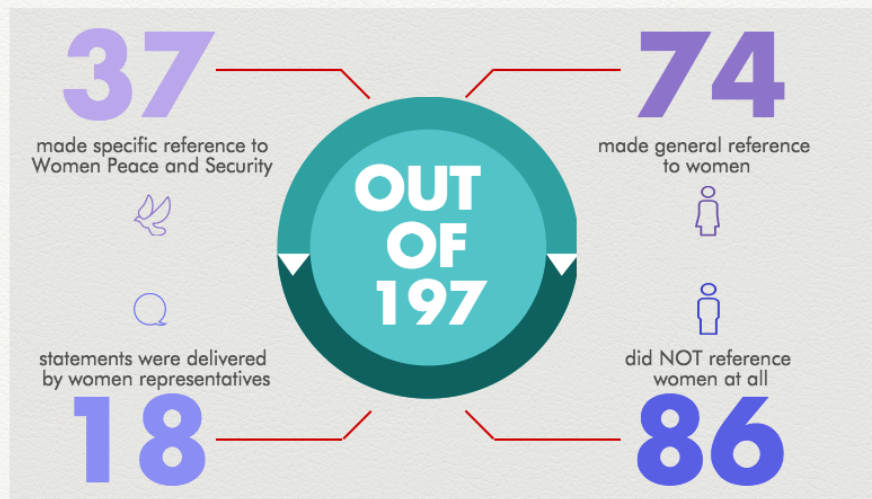 37
made specific reference to
Women Peace and Security
74
made general reference
to women
OUT
OF
197
statements were delivered
by women representatives
18
did NOT reference
women at all
86